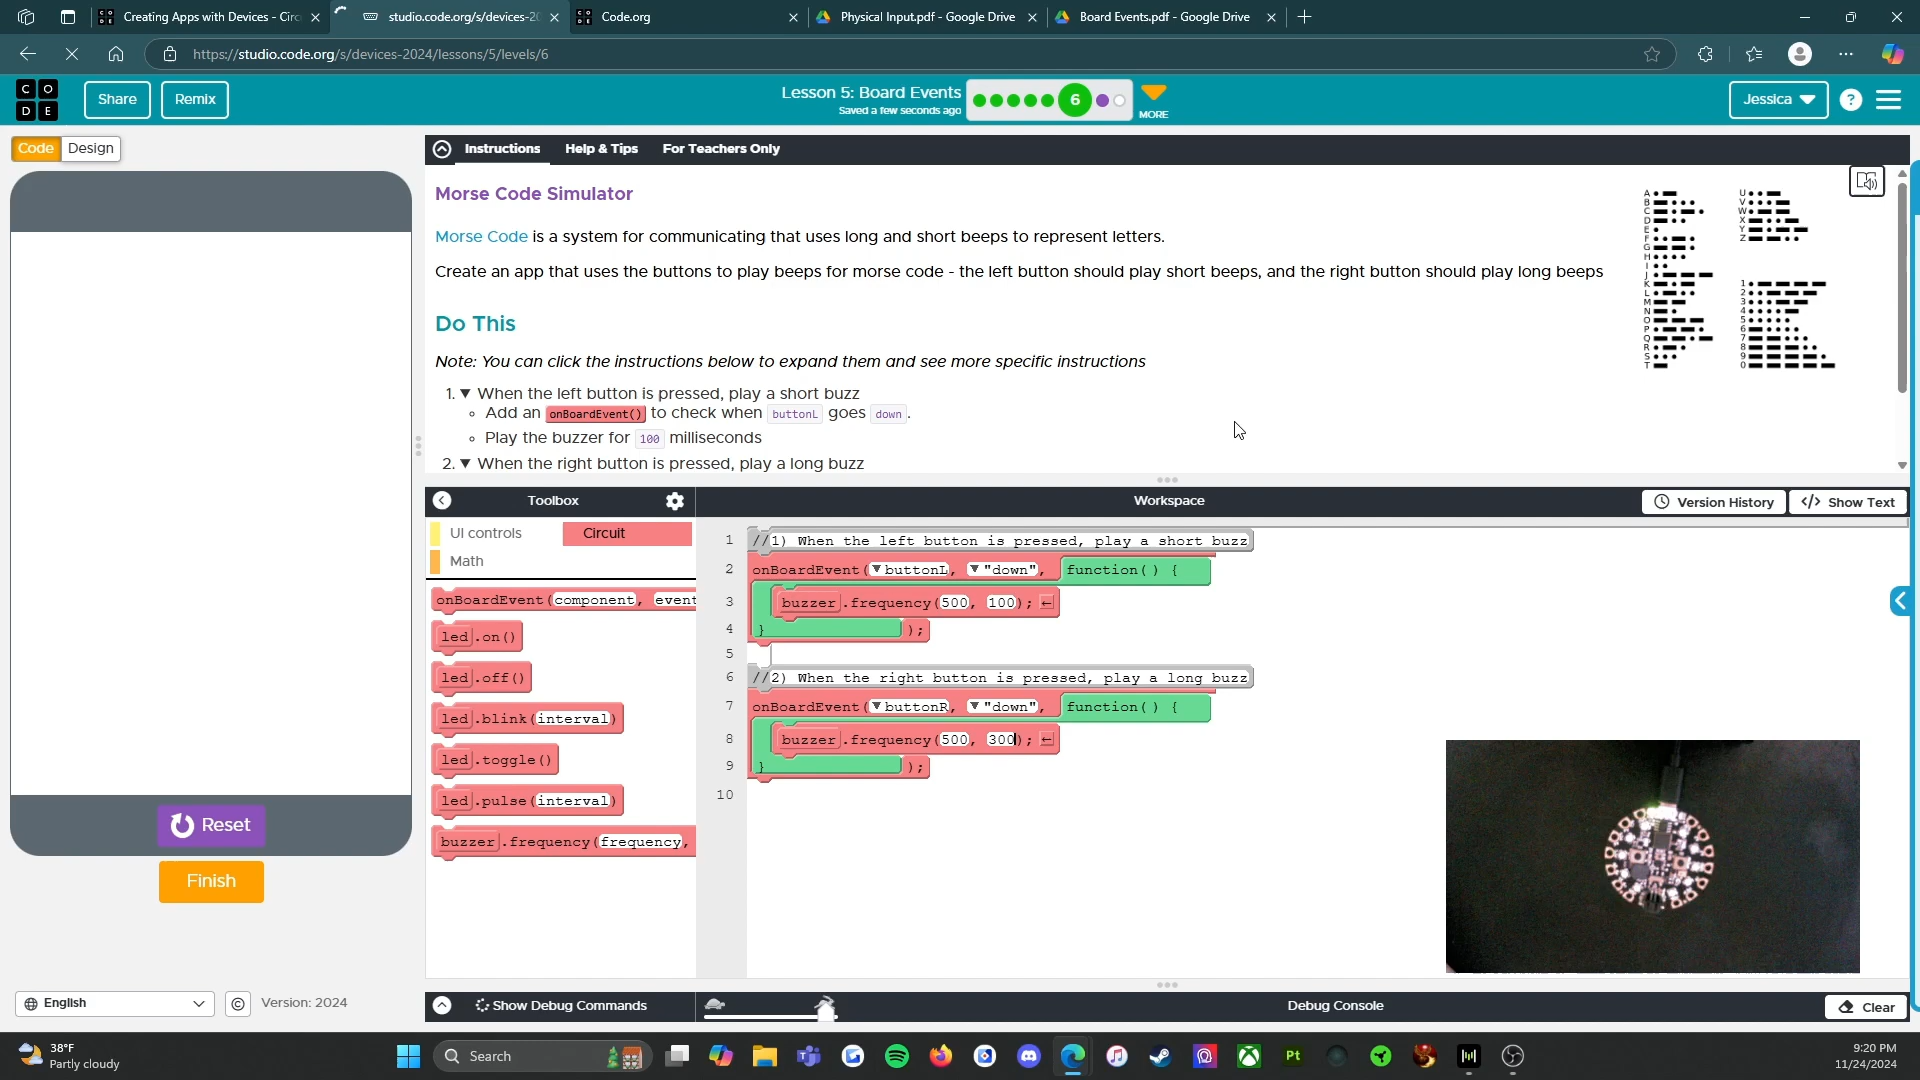 Creating Apps with Devices - Circ
studio.code.org/s/devices-20
Code.org
Physical Input.pdf - Google Drive
Board Events.pdf - Google Drive
https://studio.code.org/s/devices-2024/lessons/5/levels/6
C O
D E
Share
Remix
Lesson 5: Board Events
Saved a few seconds ago
6
MORE
Jessica
?
Code
Design
Instructions
Help & Tips
For Teachers Only
Morse Code Simulator
Morse Code is a system for communicating that uses long and short beeps to represent letters.
Create an app that uses the buttons to play beeps for morse code - the left button should play short beeps, and the right button should play long beeps
Do This
Note: You can click the instructions below to expand them and see more specific instructions
1. ▼ When the left button is pressed, play a short buzz
Add an onBoardEvent() to check when buttonL goes down.
Play the buzzer for 100 milliseconds
2. ▼ When the right button is pressed, play a long buzz
A
B
C
D
E
F
G
H
I
J
K
L
M
N
O
P
Q
R
S
T
U
V
W
X
Y
Z
1
2
3
4
5
6
7
8
9
0
Toolbox
Workspace
Version History
</> Show Text
UI controls
Circuit
Math
onBoardEvent(component, event
led.on()
led.off()
led.blink(interval)
led.toggle()
led.pulse(interval)
buzzer.frequency(frequency,
1 //1) When the left button is pressed, play a short buzz
2 onBoardEvent(▼buttonL, ▼"down", function() {
3 buzzer.frequency(500, 100); ←
4 } );
5
6 //2) When the right button is pressed, play a long buzz
7 onBoardEvent(▼buttonR, ▼"down", function() {
8 buzzer.frequency(500, 300); ←
9 } );
10
Reset
Finish
English
©
Version: 2024
Show Debug Commands
Debug Console
Clear
38°F
Partly cloudy
Search
Pt
9:20 PM
11/24/2024